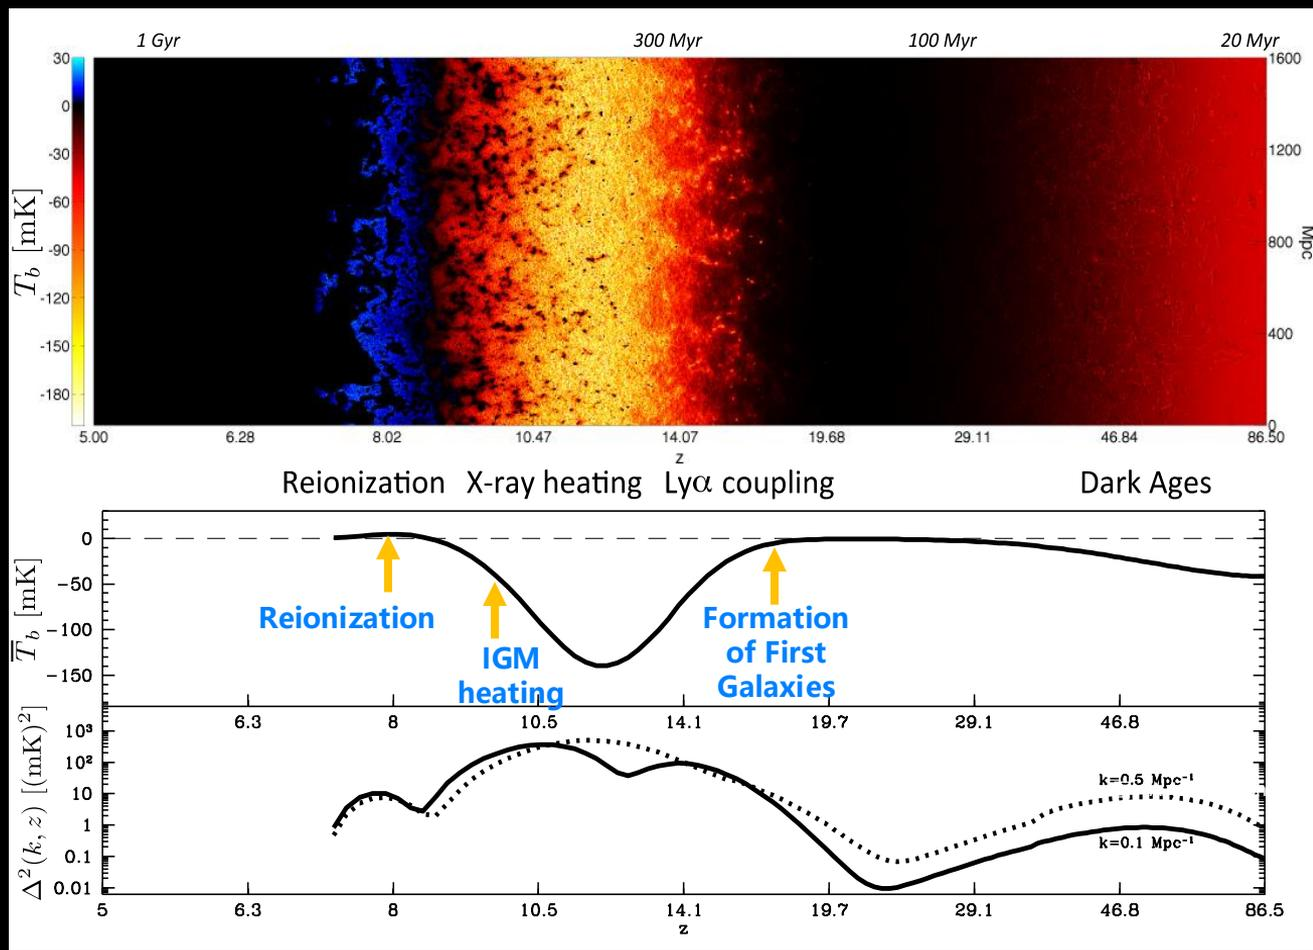 1 Gyr 300 Myr 100 Myr 20 Myr
30
0
-30
-60
-90
-120
-150
-180
T_b [mK]
1600
1200
800
400
0
Mpc
5.00 6.28 8.02 10.47 14.07 19.68 29.11 46.84 86.50
z
Reionization X-ray heating Lyα coupling Dark Ages
0
−50
−100
−150
T̅_b [mK]
Reionization
IGM
heating
Formation
of First
Galaxies
6.3 8 10.5 14.1 19.7 29.1 46.8
10³
10²
10
1
0.1
0.01
Δ²(k, z) [(mK)²]
k=0.5 Mpc⁻¹
k=0.1 Mpc⁻¹
5 6.3 8 10.5 14.1 19.7 29.1 46.8 86.5
z